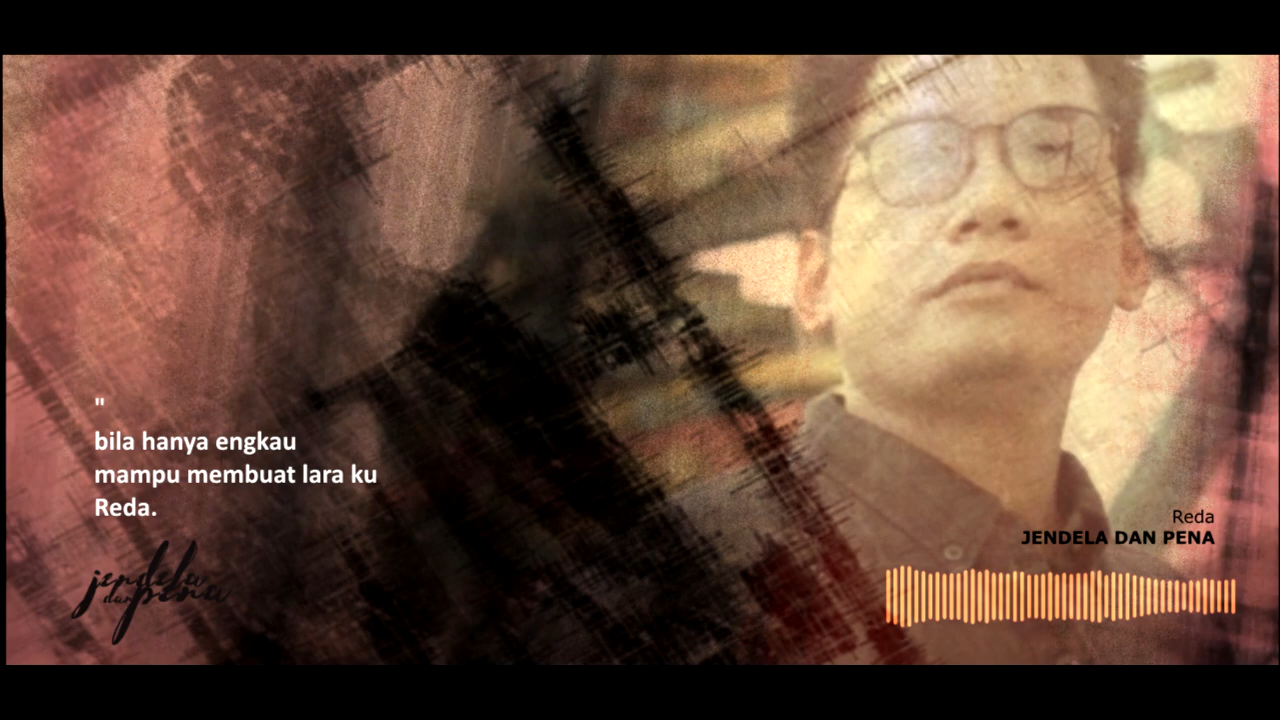 "
bila hanya engkau
mampu membuat lara ku
Reda.
jendela
dan pena
Reda
JENDELA DAN PENA